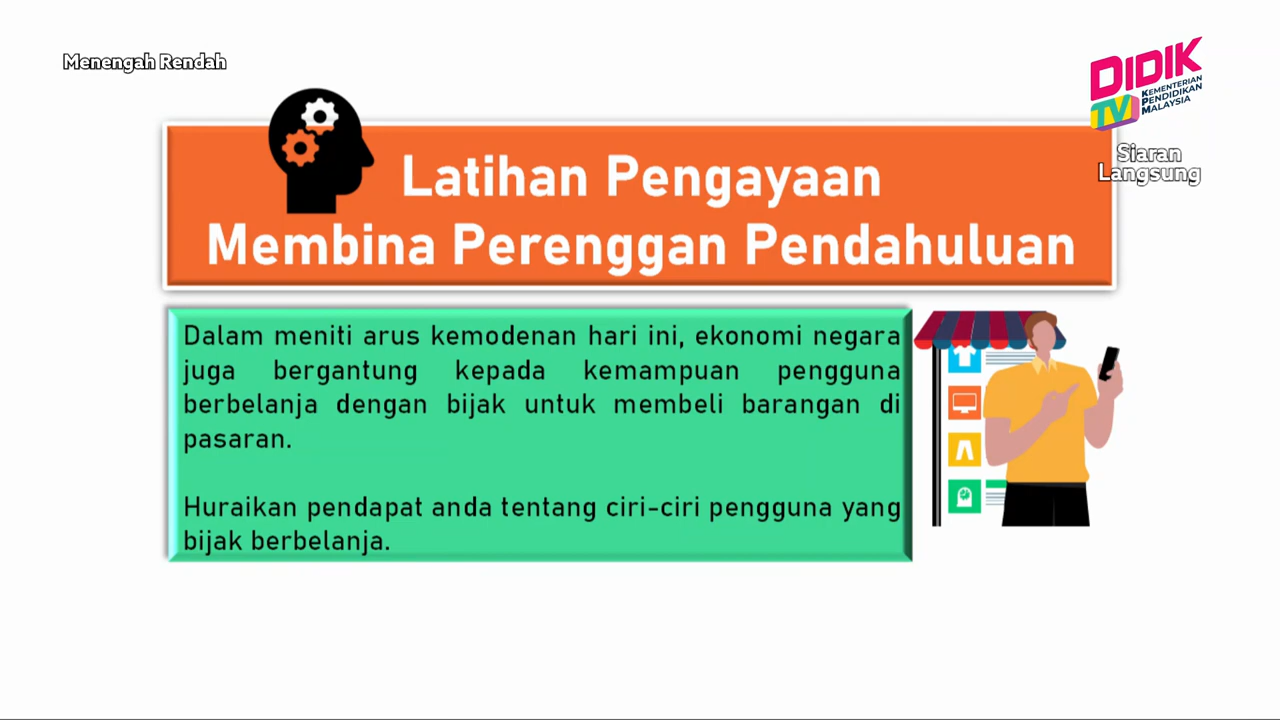 Menengah Rendah
DIDIK
TV
KEMENTERIAN
PENDIDIKAN
MALAYSIA
Siaran
Langsung
Latihan Pengayaan
Membina Perenggan Pendahuluan
Dalam meniti arus kemodenan hari ini, ekonomi negara
juga bergantung kepada kemampuan pengguna
berbelanja dengan bijak untuk membeli barangan di
pasaran.
Huraikan pendapat anda tentang ciri-ciri pengguna yang
bijak berbelanja.